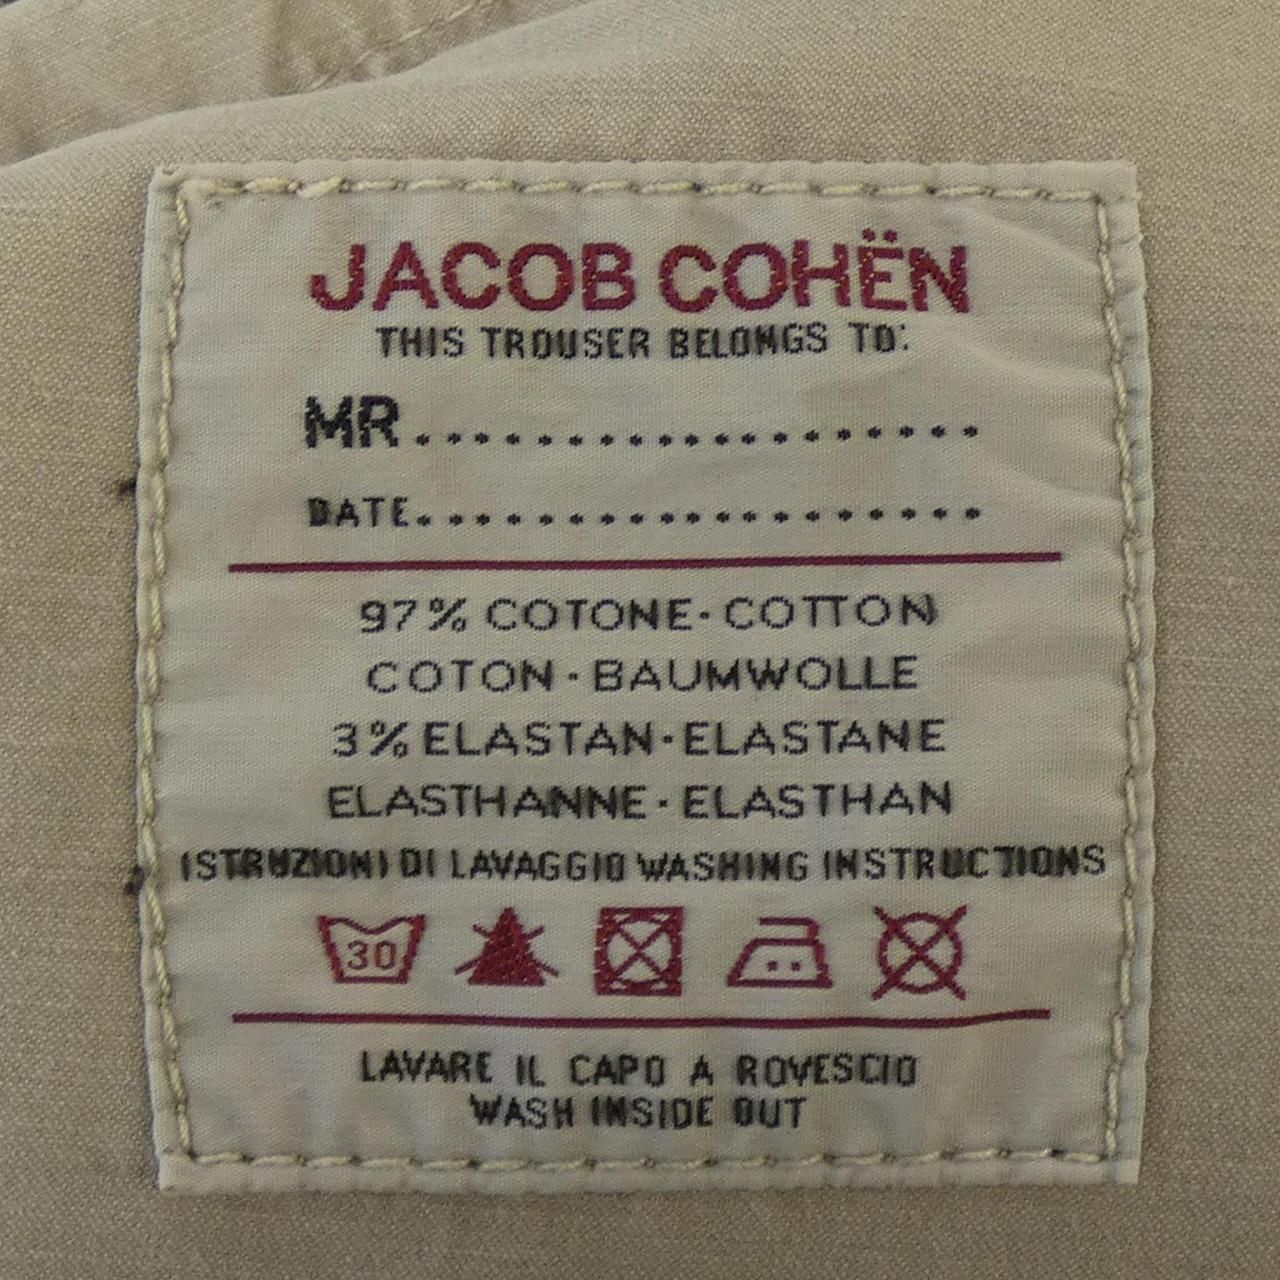 JACOB COHËN
THIS TROUSER BELONGS TO:
MR....................
DATE...................
97% COTONE-COTTON
COTON-BAUMWOLLE
3% ELASTAN-ELASTANE
ELASTHANNE-ELASTHAN
ISTRUZIONI DI LAVAGGIO WASHING INSTRUCTIONS
30
LAVARE IL CAPO A ROVESCIO
WASH INSIDE OUT